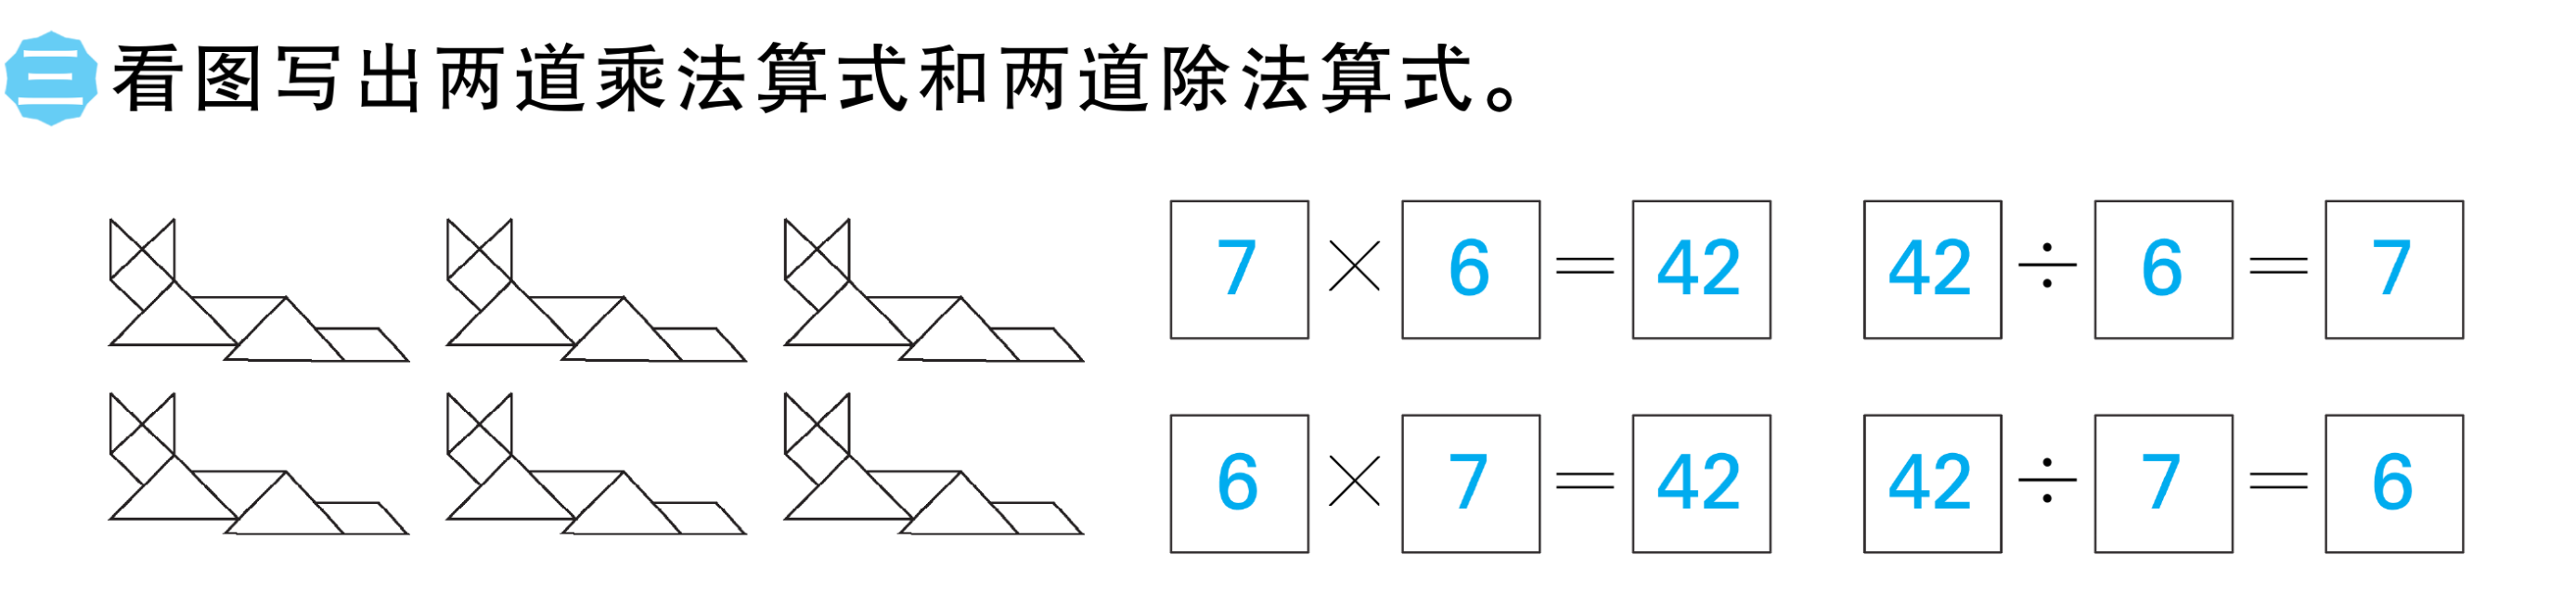 三 看图写出两道乘法算式和两道除法算式。
7 × 6 = 42 42 ÷ 6 = 7
6 × 7 = 42 42 ÷ 7 = 6